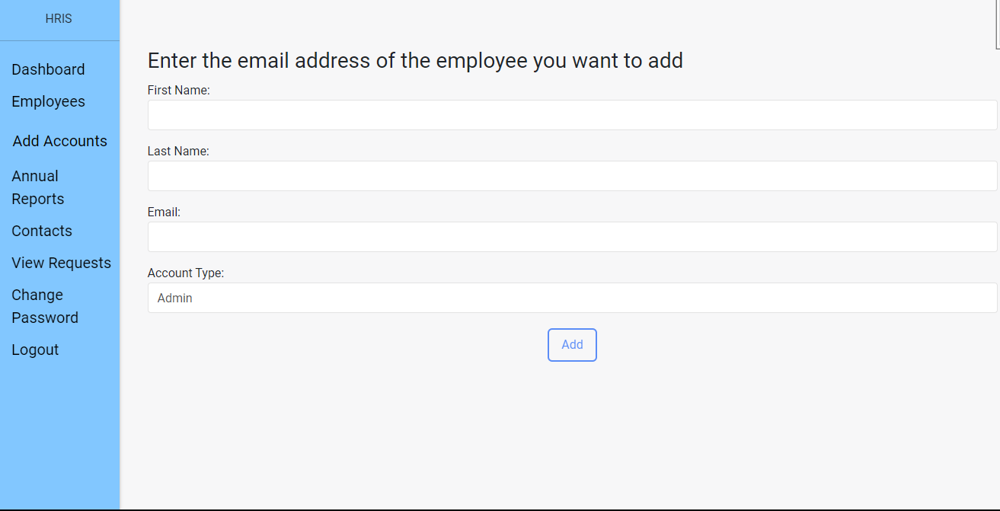 HRIS
Dashboard
Employees
Add Accounts
Annual
Reports
Contacts
View Requests
Change
Password
Logout
Enter the email address of the employee you want to add
First Name:
Last Name:
Email:
Account Type:
Admin
Add